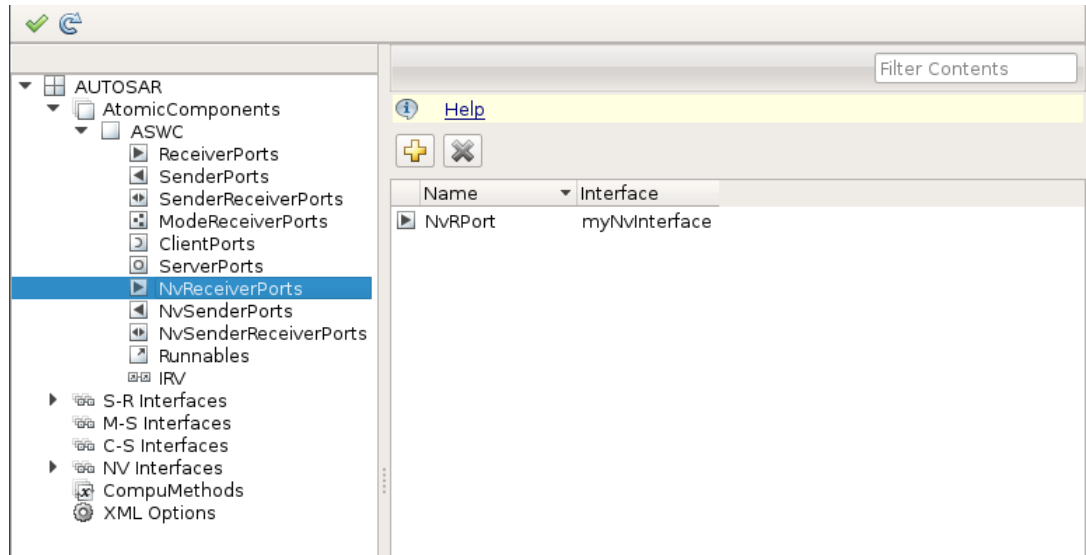 Filter Contents
AUTOSAR
AtomicComponents
ASWC
ReceiverPorts
SenderPorts
SenderReceiverPorts
ModeReceiverPorts
ClientPorts
ServerPorts
NvReceiverPorts
NvSenderPorts
NvSenderReceiverPorts
Runnables
IRV
S-R Interfaces
M-S Interfaces
C-S Interfaces
NV Interfaces
CompuMethods
XML Options
Help
Name Interface
NvRPort myNvInterface